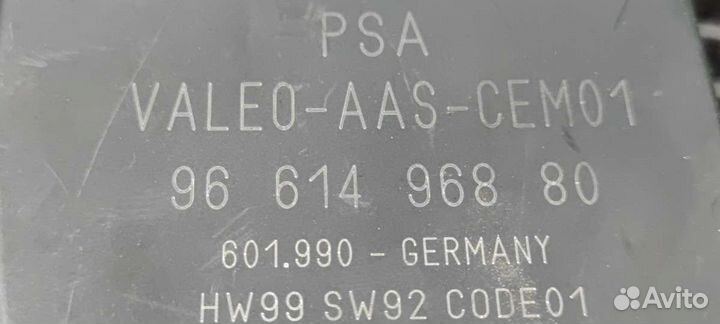 PSA
VALEO-AAS-CEM01
96 614 968 80
601.990 - GERMANY
HW99 SW92 CODE01
Avito